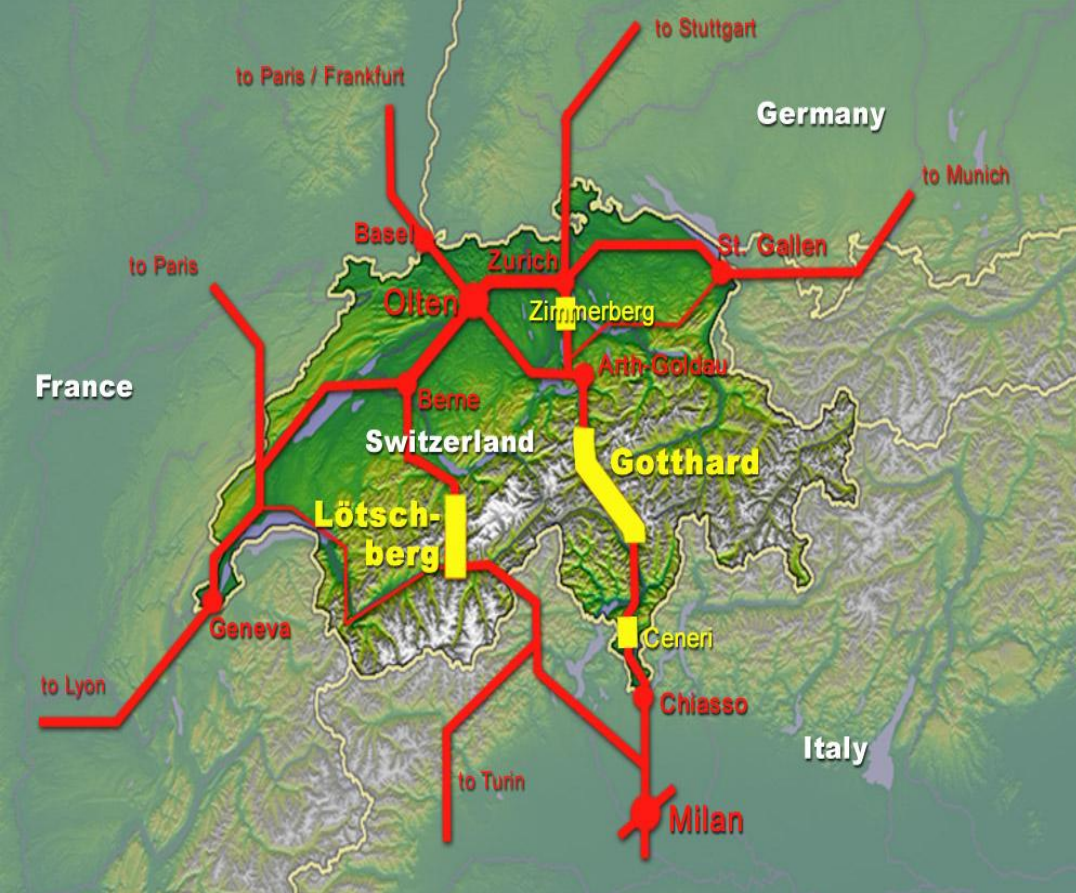 to Stuttgart
to Paris / Frankfurt
Germany
to Munich
Basel
St. Gallen
to Paris
Zurich
Olten
Zimmerberg
Arth-Goldau
France
Berne
Switzerland
Gotthard
Lötsch-
berg
Geneva
Ceneri
to Lyon
Chiasso
Italy
to Turin
Milan